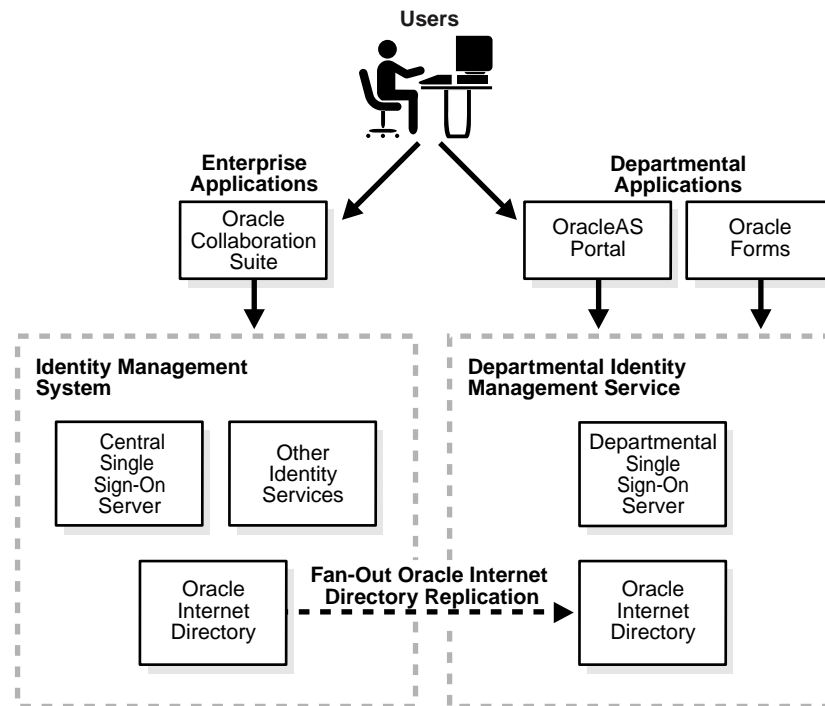 Users
Enterprise
Applications
Departmental
Applications
Oracle
Collaboration
Suite
OracleAS
Portal
Oracle
Forms
Identity Management
System
Departmental Identity
Management Service
Central
Single
Sign-On
Server
Other
Identity
Services
Departmental
Single
Sign-On
Server
Fan-Out Oracle Internet
Directory Replication
Oracle
Internet
Directory
Oracle
Internet
Directory